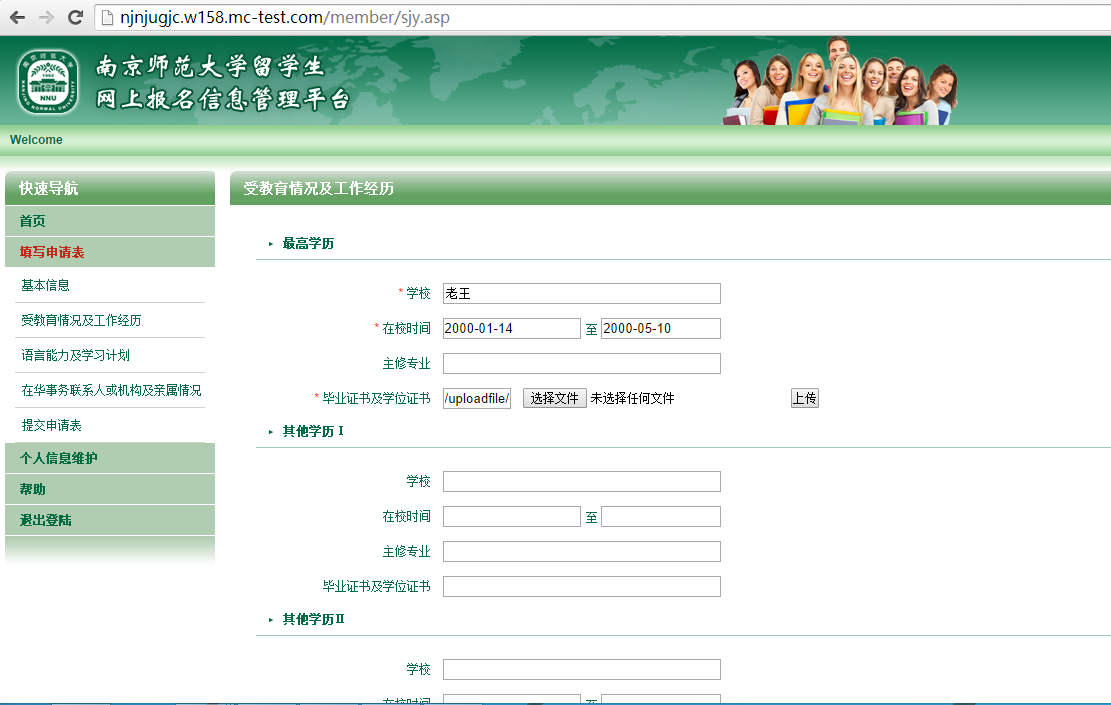 njnjugjc.w158.mc-test.com/member/sjy.asp
南京师范大学留学生
网上报名信息管理平台
1902
NNU
Welcome
快速导航
首页
填写申请表
基本信息
受教育情况及工作经历
语言能力及学习计划
在华事务联系人或机构及亲属情况
提交申请表
个人信息维护
帮助
退出登陆
受教育情况及工作经历
最高学历
* 学校 老王
* 在校时间 2000-01-14 至 2000-05-10
主修专业
* 毕业证书及学位证书 /uploadfile/ 选择文件 未选择任何文件 上传
其他学历 I
学校
在校时间 至
主修专业
毕业证书及学位证书
其他学历II
学校
在校时间 至